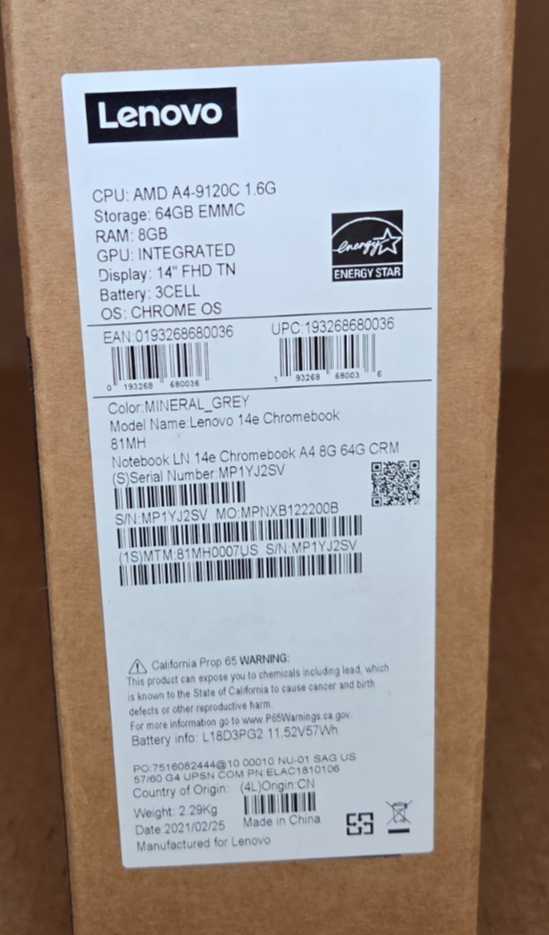 Lenovo
CPU: AMD A4-9120C 1.6G
Storage: 64GB EMMC
RAM: 8GB
GPU: INTEGRATED
Display: 14" FHD TN
Battery: 3CELL
OS: CHROME OS
energy
ENERGY STAR
EAN:0193268680036 UPC:193268680036
0 193268 680036 1 93268 68003 6
Color:MINERAL_GREY
Model Name:Lenovo 14e Chromebook
81MH
Notebook LN 14e Chromebook A4 8G 64G CRM
(S)Serial Number:MP1YJ2SV
S/N:MP1YJ2SV MO:MPNXB122200B
(1S)MTM:81MH0007US S/N:MP1YJ2SV
California Prop 65 WARNING:
This product can expose you to chemicals including lead, which
is known to the State of California to cause cancer and birth
defects or other reproductive harm.
For more information go to www.P65Warnings.ca.gov.
Battery info: L18D3PG2 11.52V57Wh
PO:7516082444@10 00010 NU-01 SAG US
57/60 G4 UPSN COM PN:ELAC1810106
Country of Origin: (4L)Origin:CN
Weight: 2.29Kg
Date:2021/02/25 Made in China
Manufactured for Lenovo